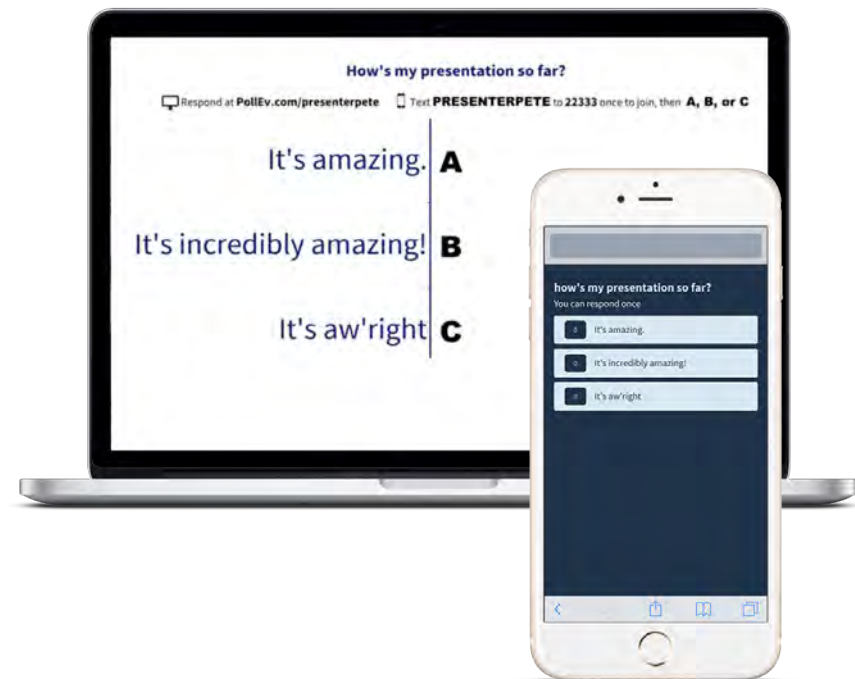 How's my presentation so far?
Respond at PollEv.com/presenterpete Text PRESENTERPETE to 22333 once to join, then A, B, or C
It's amazing. A
It's incredibly amazing! B
It's aw'right C
how's my presentation so far?
You can respond once
It's amazing.
It's incredibly amazing!
It's aw'right